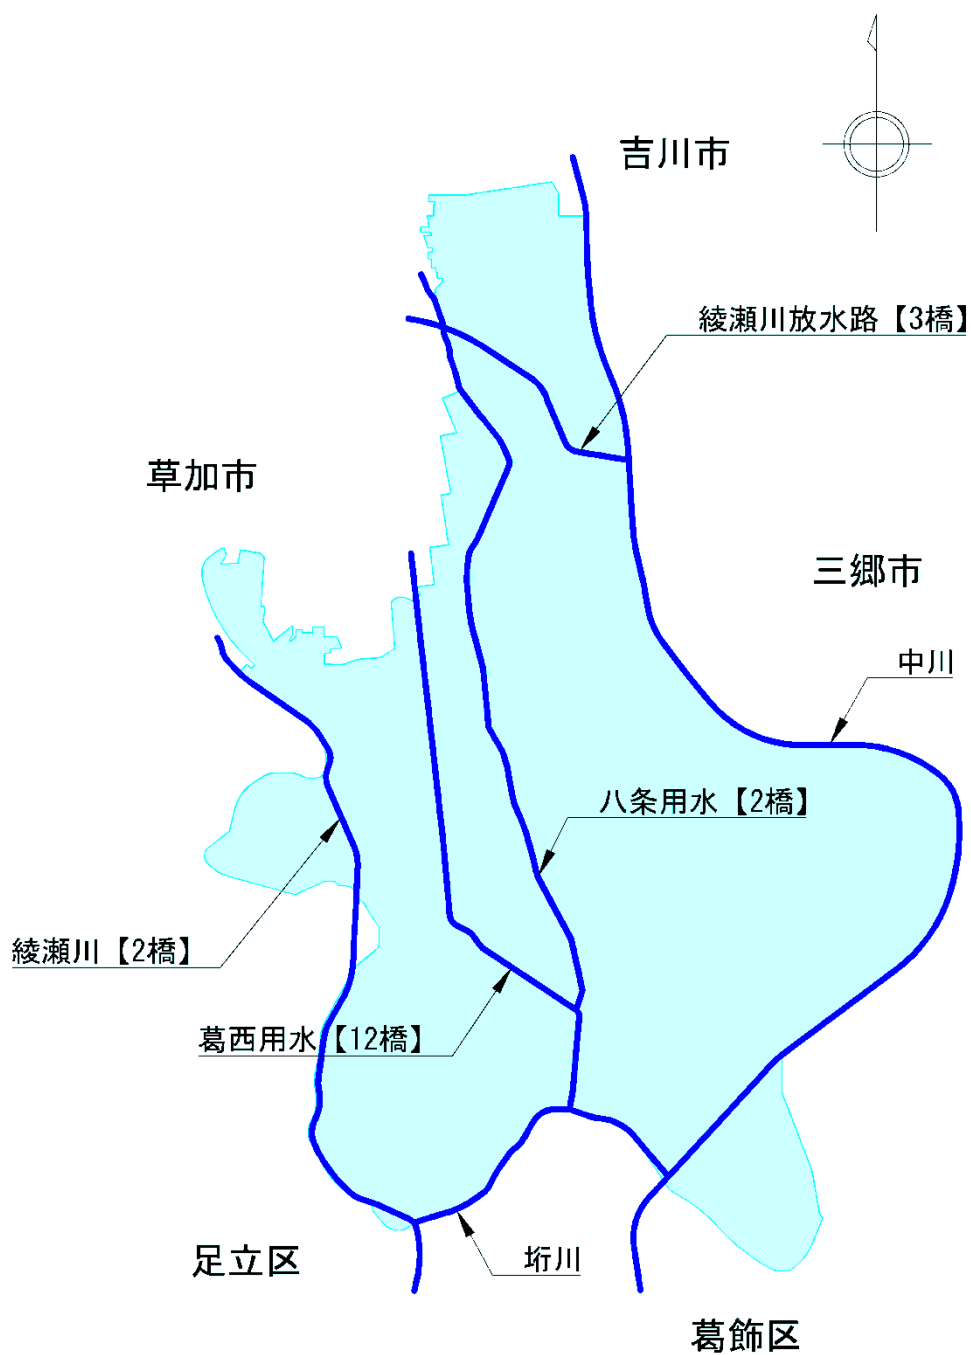 吉川市
綾瀬川放水路【3橋】
草加市
三郷市
中川
八条用水【2橋】
綾瀬川【2橋】
葛西用水【12橋】
足立区
垳川
葛飾区